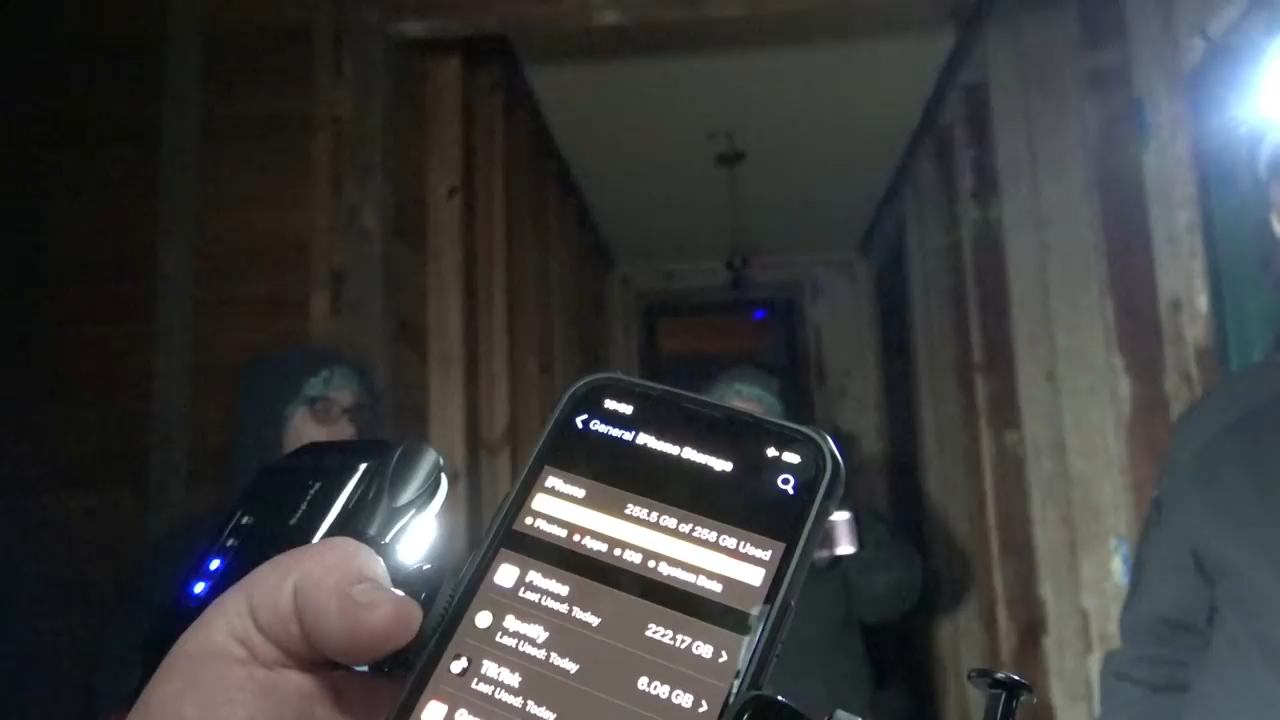 General iPhone Storage
iPhone
255.5 GB of 256 GB Used
Photos Apps iOS System Data
Photos
Last Used: Today
222.17 GB
Spotify
Last Used: Today
6.06 GB
TikTok
Last Used: Today